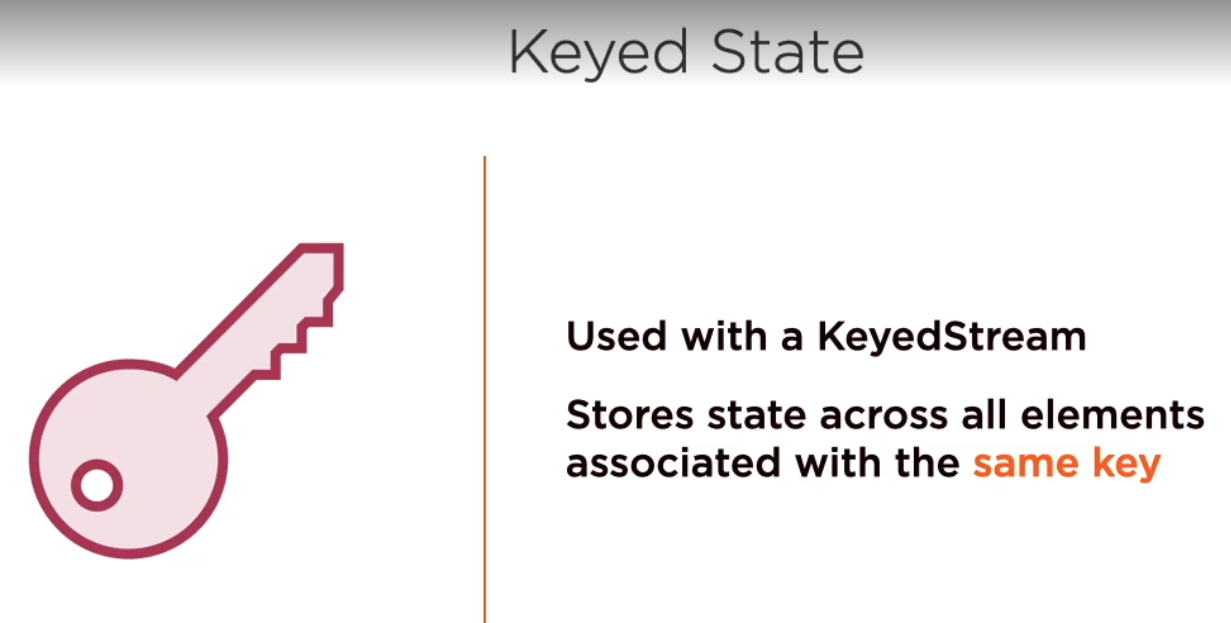 Keyed State
Used with a KeyedStream
Stores state across all elements
associated with the same key